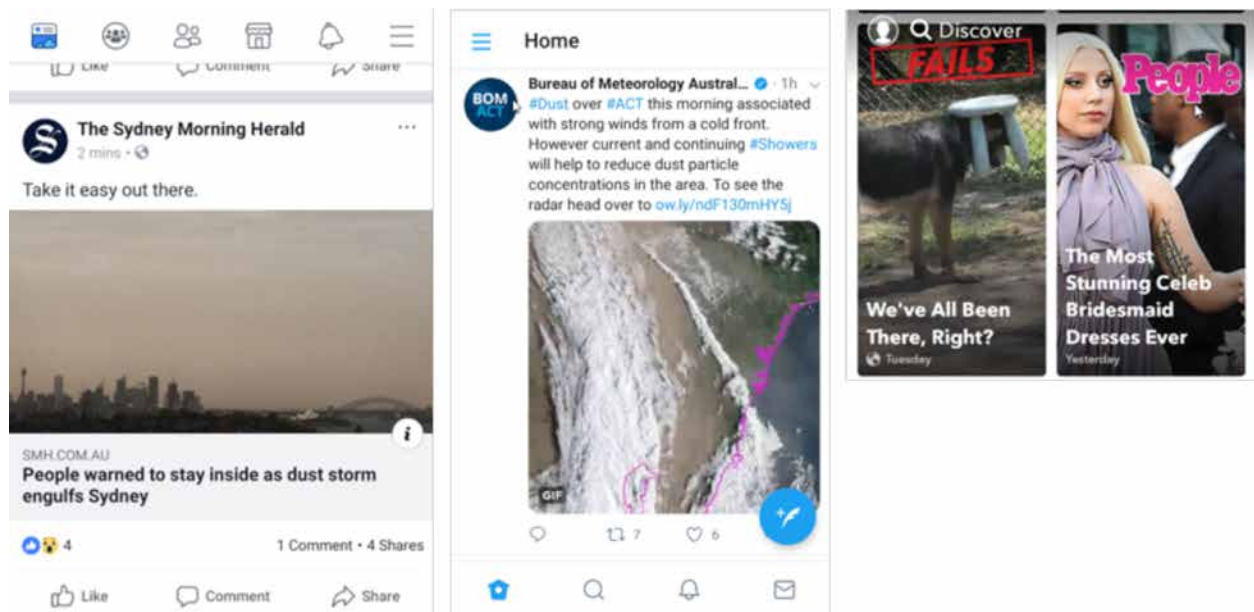 Like Comment Share
The Sydney Morning Herald
2 mins
Take it easy out there.
i
SMH.COM.AU
People warned to stay inside as dust storm
engulfs Sydney
4 1 Comment • 4 Shares
Like Comment Share
Home
BOM
ACT
Bureau of Meteorology Austral... · 1h
#Dust over #ACT this morning associated
with strong winds from a cold front.
However current and continuing #Showers
will help to reduce dust particle
concentrations in the area. To see the
radar head over to ow.ly/ndF130mHY5j
GIF
7 6
Discover
FAILS
We've All Been
There, Right?
Tuesday
People
The Most
Stunning Celeb
Bridesmaid
Dresses Ever
Yesterday